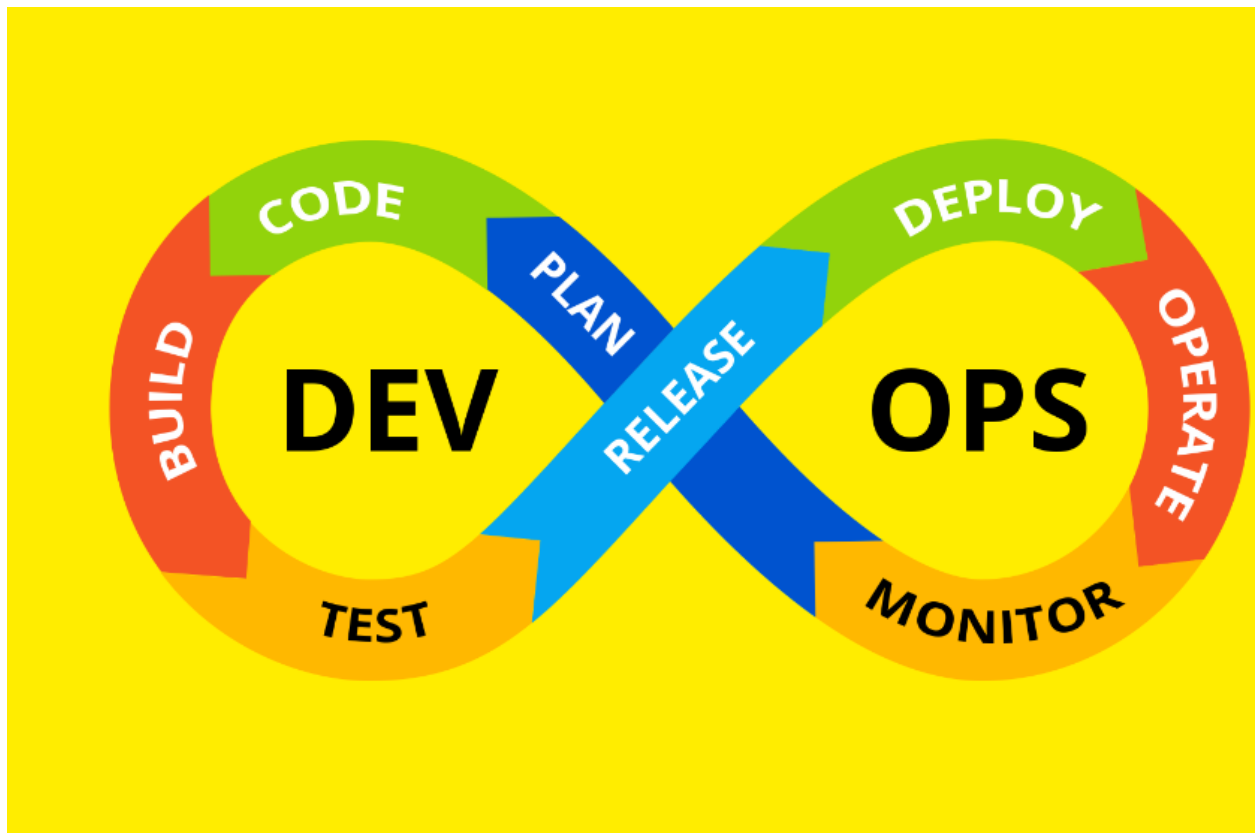 CODE
DEPLOY
PLAN
OPERATE
BUILD
RELEASE
DEV
OPS
TEST
MONITOR